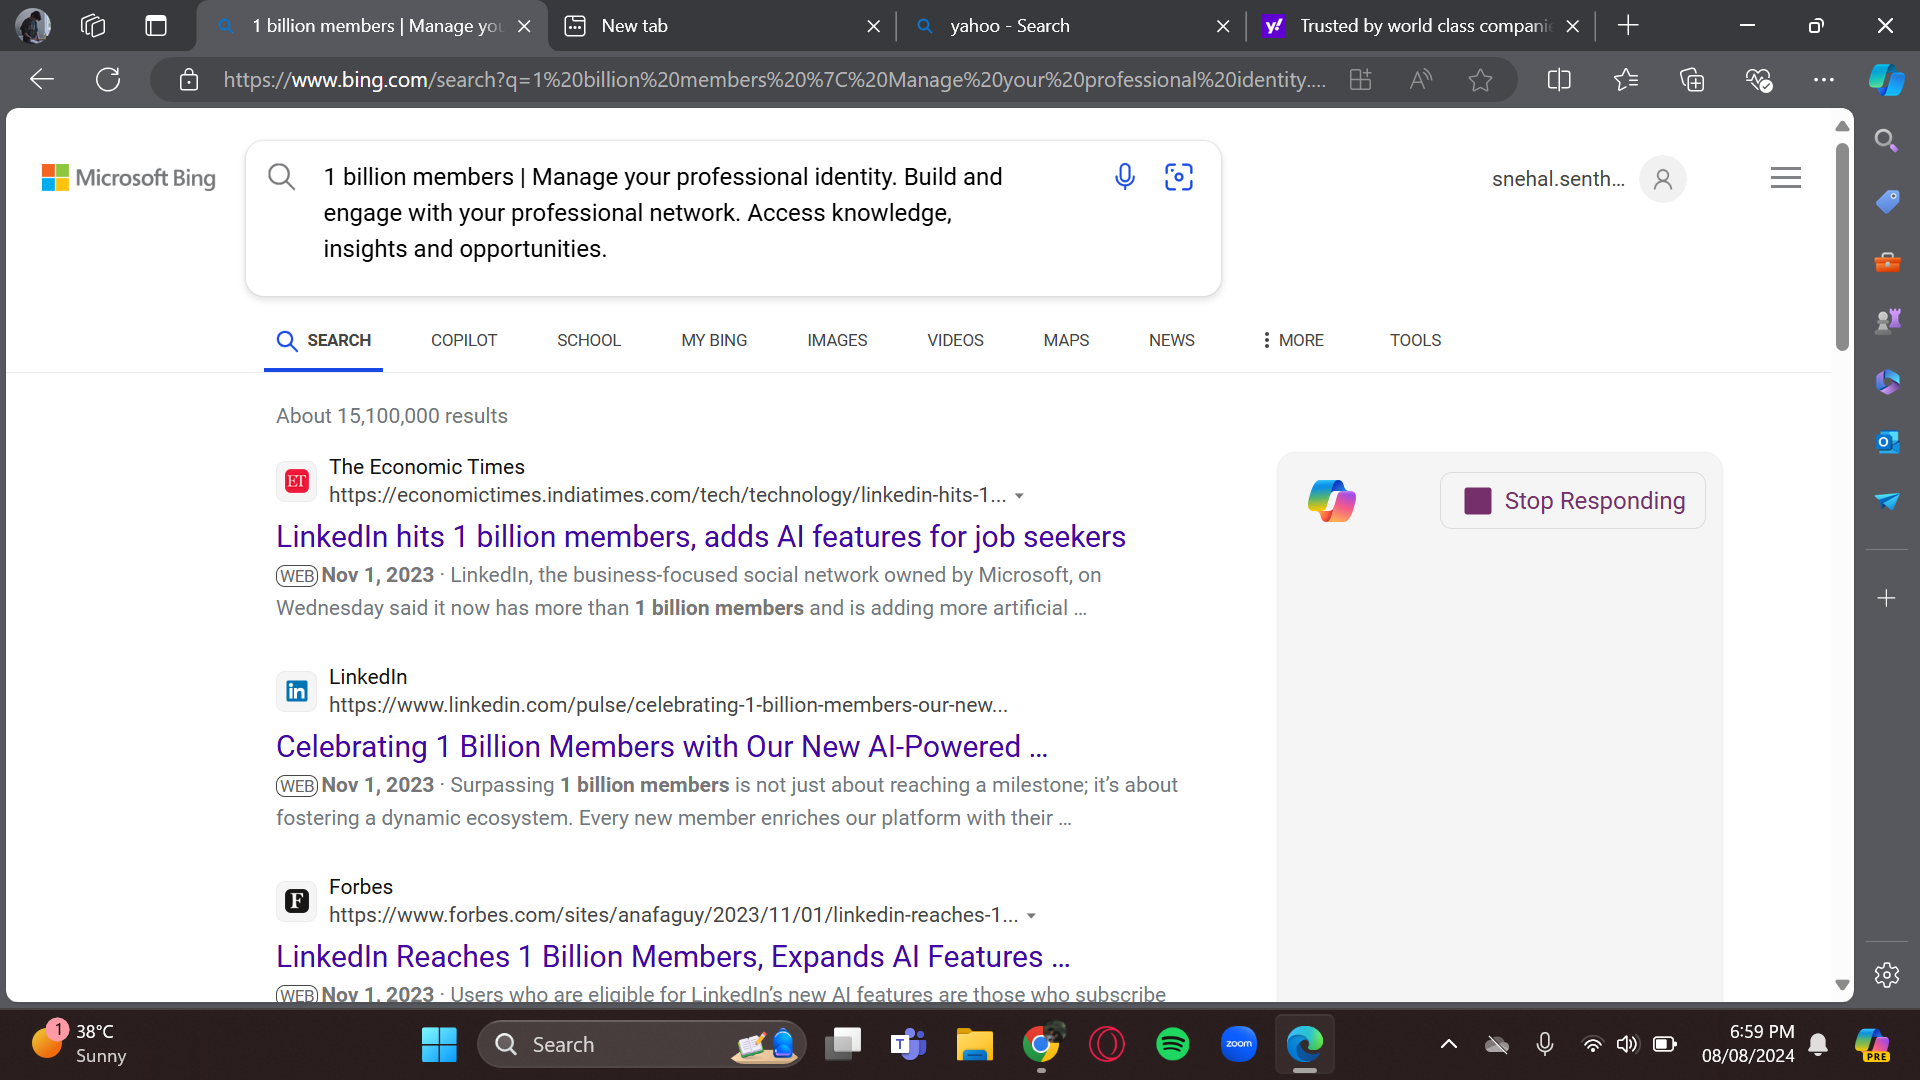 1 billion members | Manage yo
New tab
yahoo - Search
Trusted by world class compani
https://www.bing.com/search?q=1%20billion%20members%20%7C%20Manage%20your%20professional%20identity....
Microsoft Bing
1 billion members | Manage your professional identity. Build and
engage with your professional network. Access knowledge,
insights and opportunities.
snehal.senth...
SEARCH COPILOT SCHOOL MY BING IMAGES VIDEOS MAPS NEWS MORE TOOLS
About 15,100,000 results
ET
The Economic Times
https://economictimes.indiatimes.com/tech/technology/linkedin-hits-1...
LinkedIn hits 1 billion members, adds AI features for job seekers
WEB Nov 1, 2023 · LinkedIn, the business-focused social network owned by Microsoft, on
Wednesday said it now has more than 1 billion members and is adding more artificial ...
Stop Responding
in
LinkedIn
https://www.linkedin.com/pulse/celebrating-1-billion-members-our-new...
Celebrating 1 Billion Members with Our New AI-Powered ...
WEB Nov 1, 2023 · Surpassing 1 billion members is not just about reaching a milestone; it's about
fostering a dynamic ecosystem. Every new member enriches our platform with their ...
F
Forbes
https://www.forbes.com/sites/anafaguy/2023/11/01/linkedin-reaches-1...
LinkedIn Reaches 1 Billion Members, Expands AI Features ...
WEB Nov 1, 2023 · Users who are eligible for LinkedIn's new AI features are those who subscribe
1
38°C
Sunny
Search
zoom
6:59 PM
08/08/2024
PRE